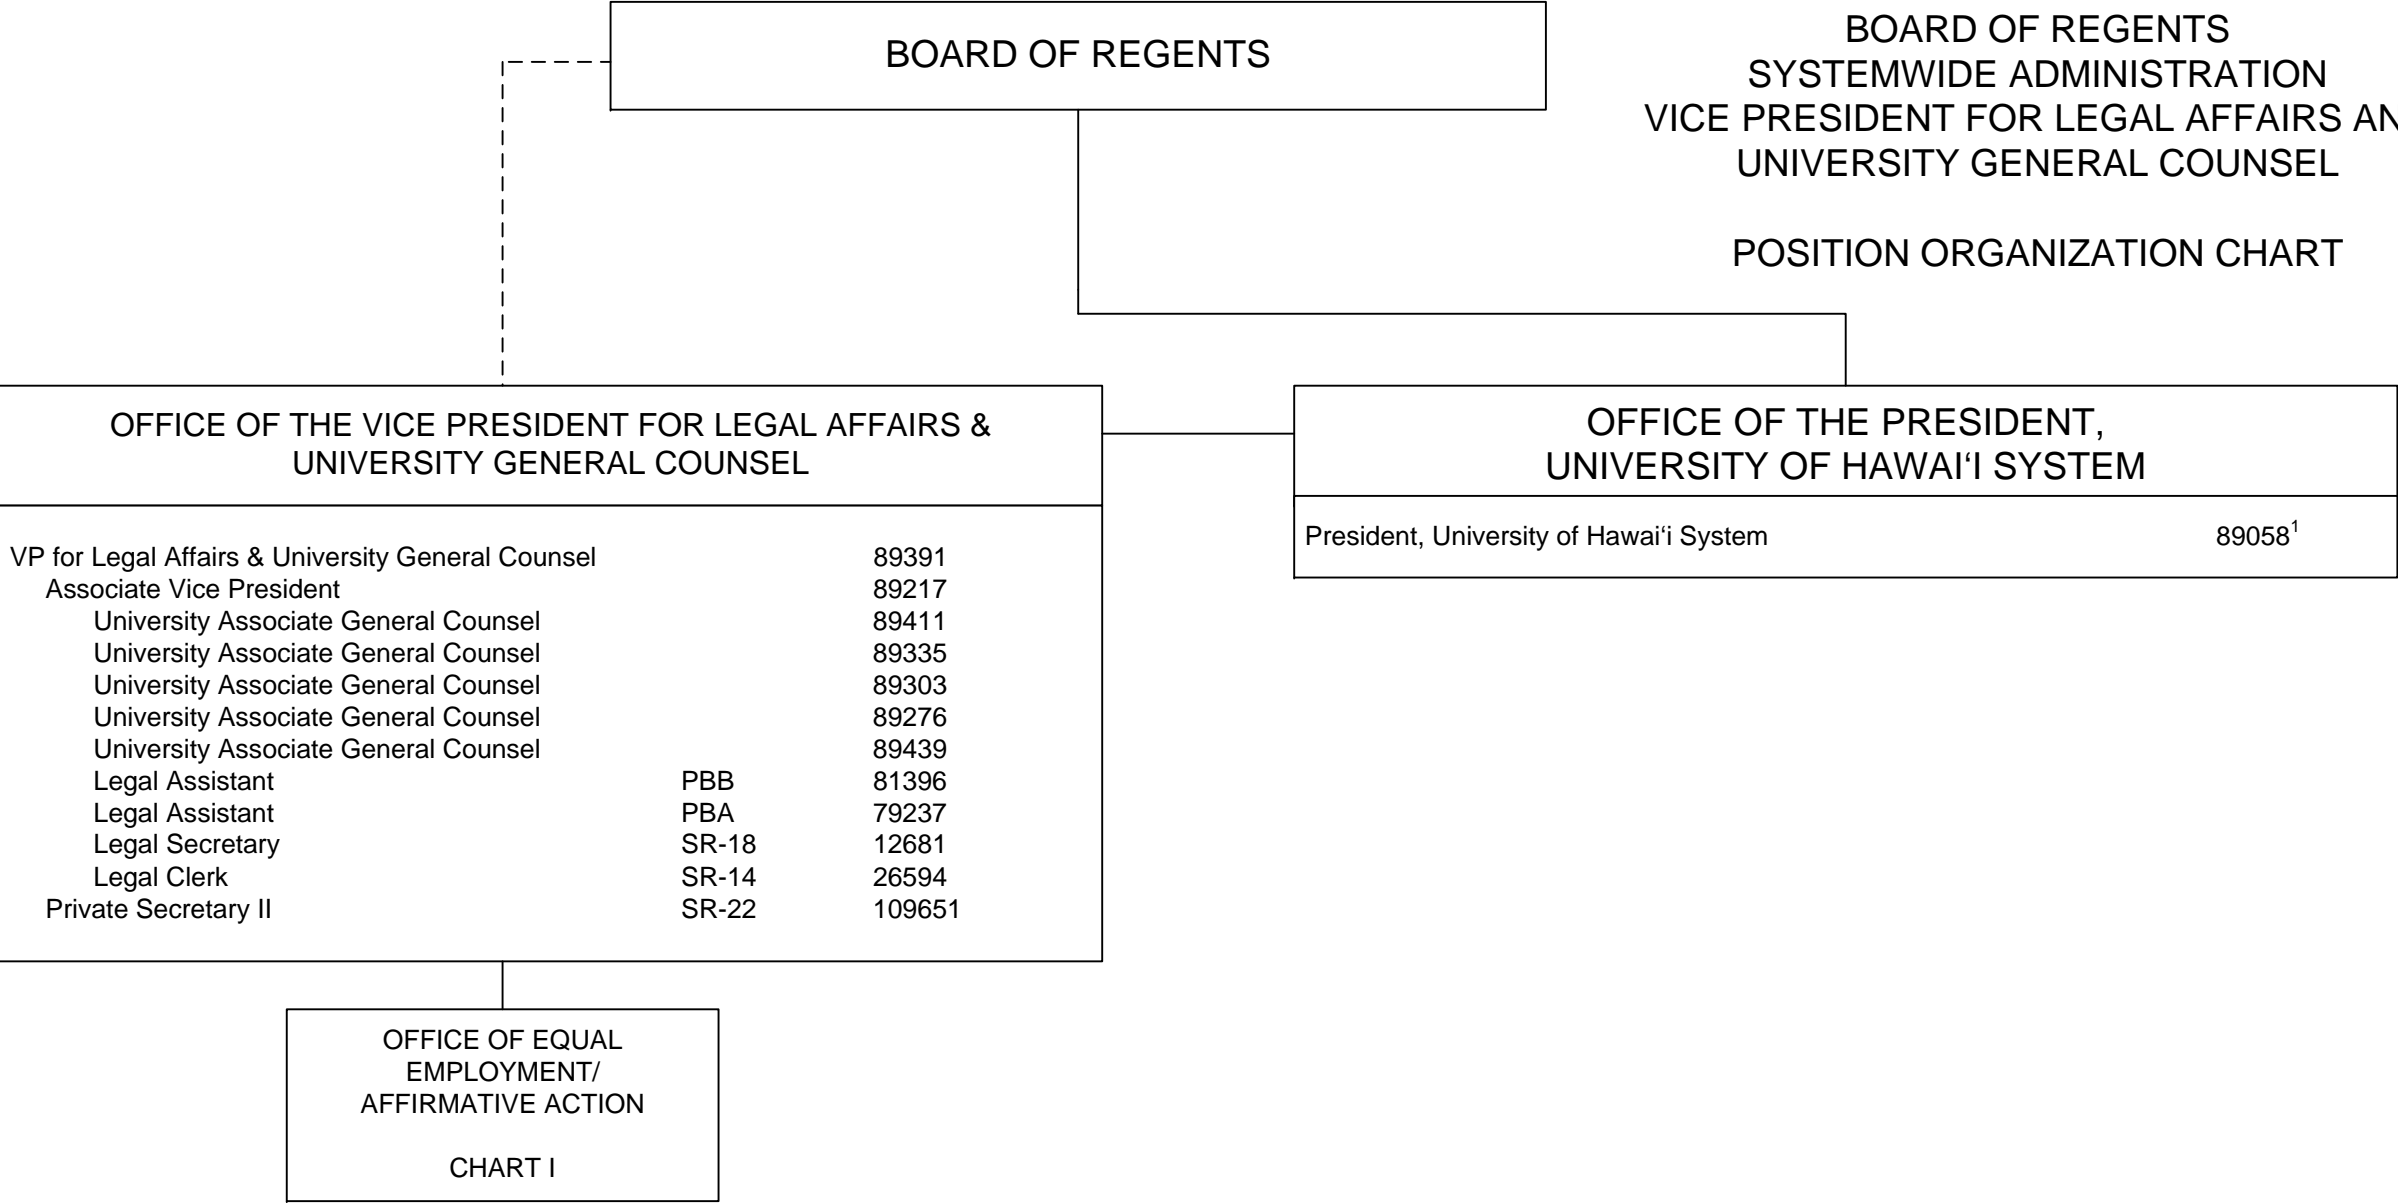 BOARD OF REGENTS
BOARD OF REGENTS
SYSTEMWIDE ADMINISTRATION
VICE PRESIDENT FOR LEGAL AFFAIRS AN
UNIVERSITY GENERAL COUNSEL
POSITION ORGANIZATION CHART
OFFICE OF THE VICE PRESIDENT FOR LEGAL AFFAIRS &
UNIVERSITY GENERAL COUNSEL
VP for Legal Affairs & University General Counsel 89391
Associate Vice President 89217
University Associate General Counsel 89411
University Associate General Counsel 89335
University Associate General Counsel 89303
University Associate General Counsel 89276
University Associate General Counsel 89439
Legal Assistant PBB 81396
Legal Assistant PBA 79237
Legal Secretary SR-18 12681
Legal Clerk SR-14 26594
Private Secretary II SR-22 109651
OFFICE OF THE PRESIDENT,
UNIVERSITY OF HAWAI‘I SYSTEM
President, University of Hawai‘i System 89058¹
OFFICE OF EQUAL
EMPLOYMENT/
AFFIRMATIVE ACTION
CHART I